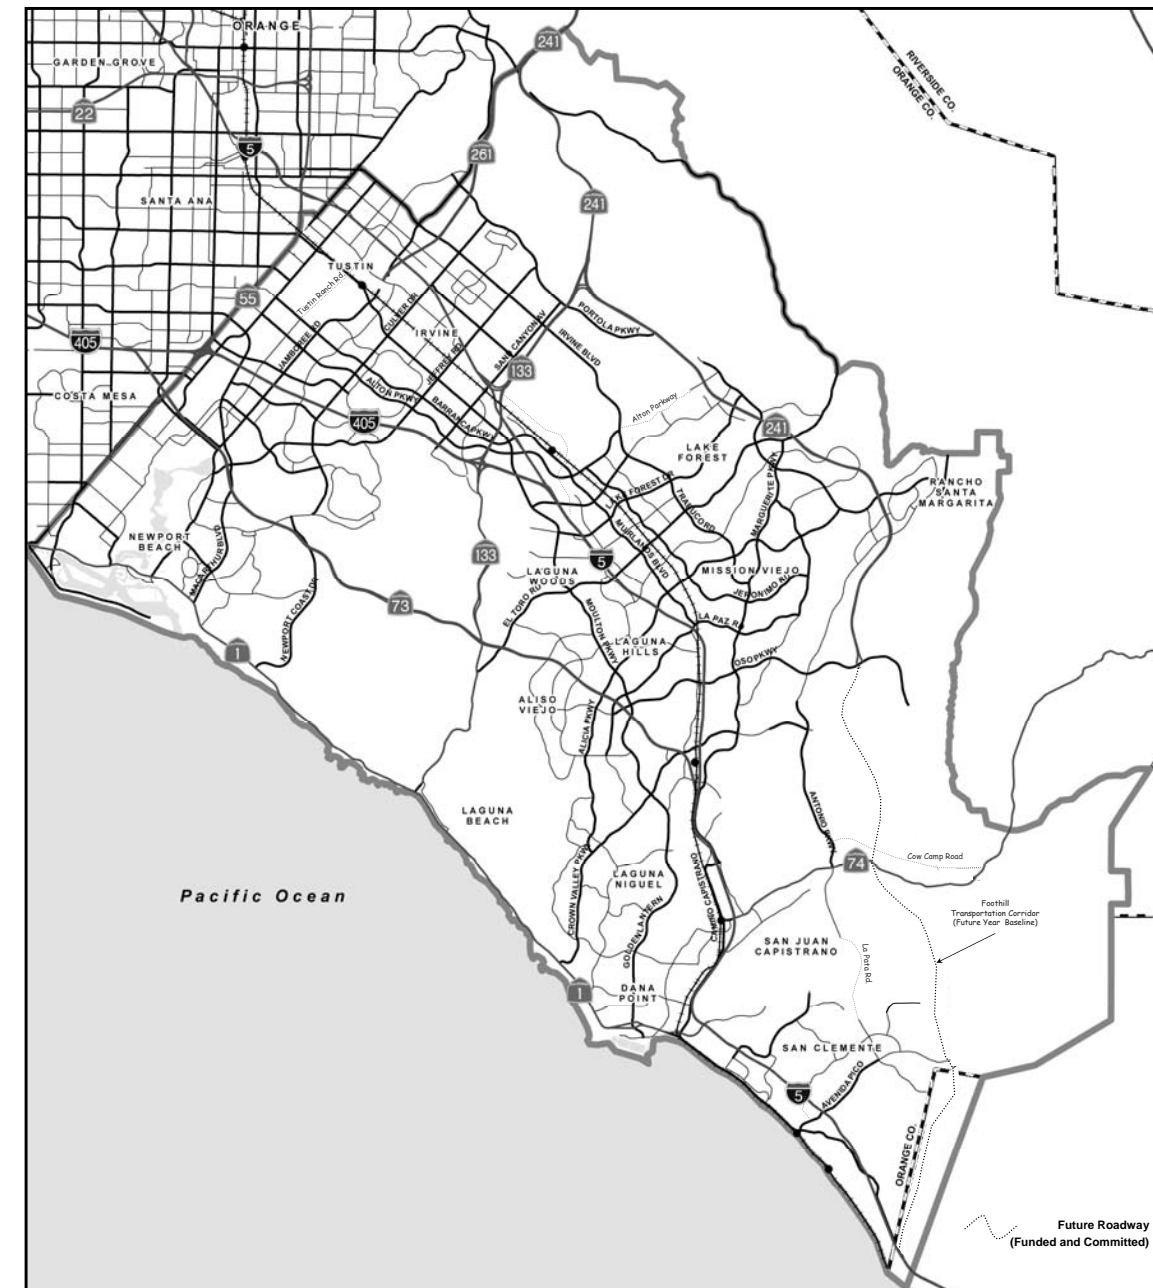 ORANGE
241
RIVERSIDE CO.
ORANGE CO.
GARDEN GROVE
22
5
261
SANTA ANA
241
TUSTIN
Tustin Ranch Rd
55
JAMBOREE RD
CULVER DR
IRVINE
JEFFREY RD
SAND CANYON AV
PORTOLA PKWY
IRVINE BLVD
405
133
COSTA MESA
ALTON PKWY
BARRANCA PKWY
405
Alton Parkway
241
LAKE
FOREST
LAKE FOREST DR
TRABUCO RD
MARGUERITE PKWY
RANCHO
SANTA
MARGARITA
NEWPORT
BEACH
MACARTHUR BLVD
133
MUIRLANDS BLVD
5
LAGUNA
WOODS
MISSION VIEJO
JERONIMO RD
73
NEWPORT COAST DR
EL TORO RD
MOULTON PKWY
LA PAZ RD
1
LAGUNA
HILLS
OSO PKWY
ALISO
VIEJO
ALICIA PKWY
LAGUNA
BEACH
ANTONIO PKWY
Cow Camp Road
74
CROWN VALLEY PKWY
LAGUNA
NIGUEL
CAMINO CAPISTRANO
Pacific Ocean
Foothill
Transportation Corridor
(Future Year Baseline)
GOLDEN LANTERN
SAN JUAN
CAPISTRANO
La Pata Rd.
1
DANA
POINT
SAN CLEMENTE
5
AVENIDA PICO
ORANGE CO.
Future Roadway
(Funded and Committed)